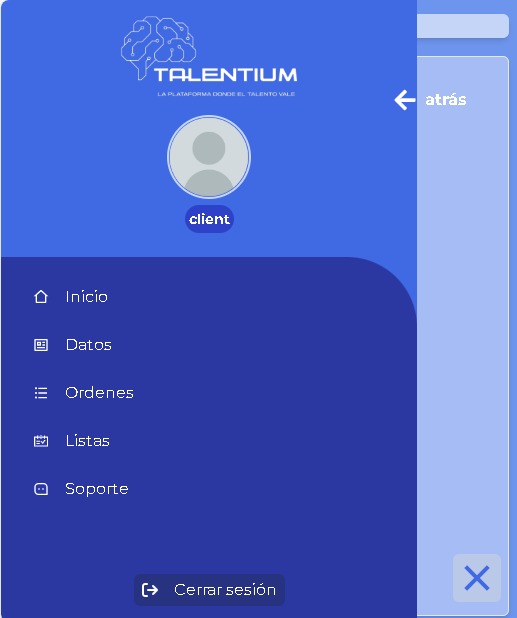 TALENTIUM
LA PLATAFORMA DONDE EL TALENTO VALE
atrás
client
Inicio
Datos
Ordenes
Listas
Soporte
Cerrar sesión